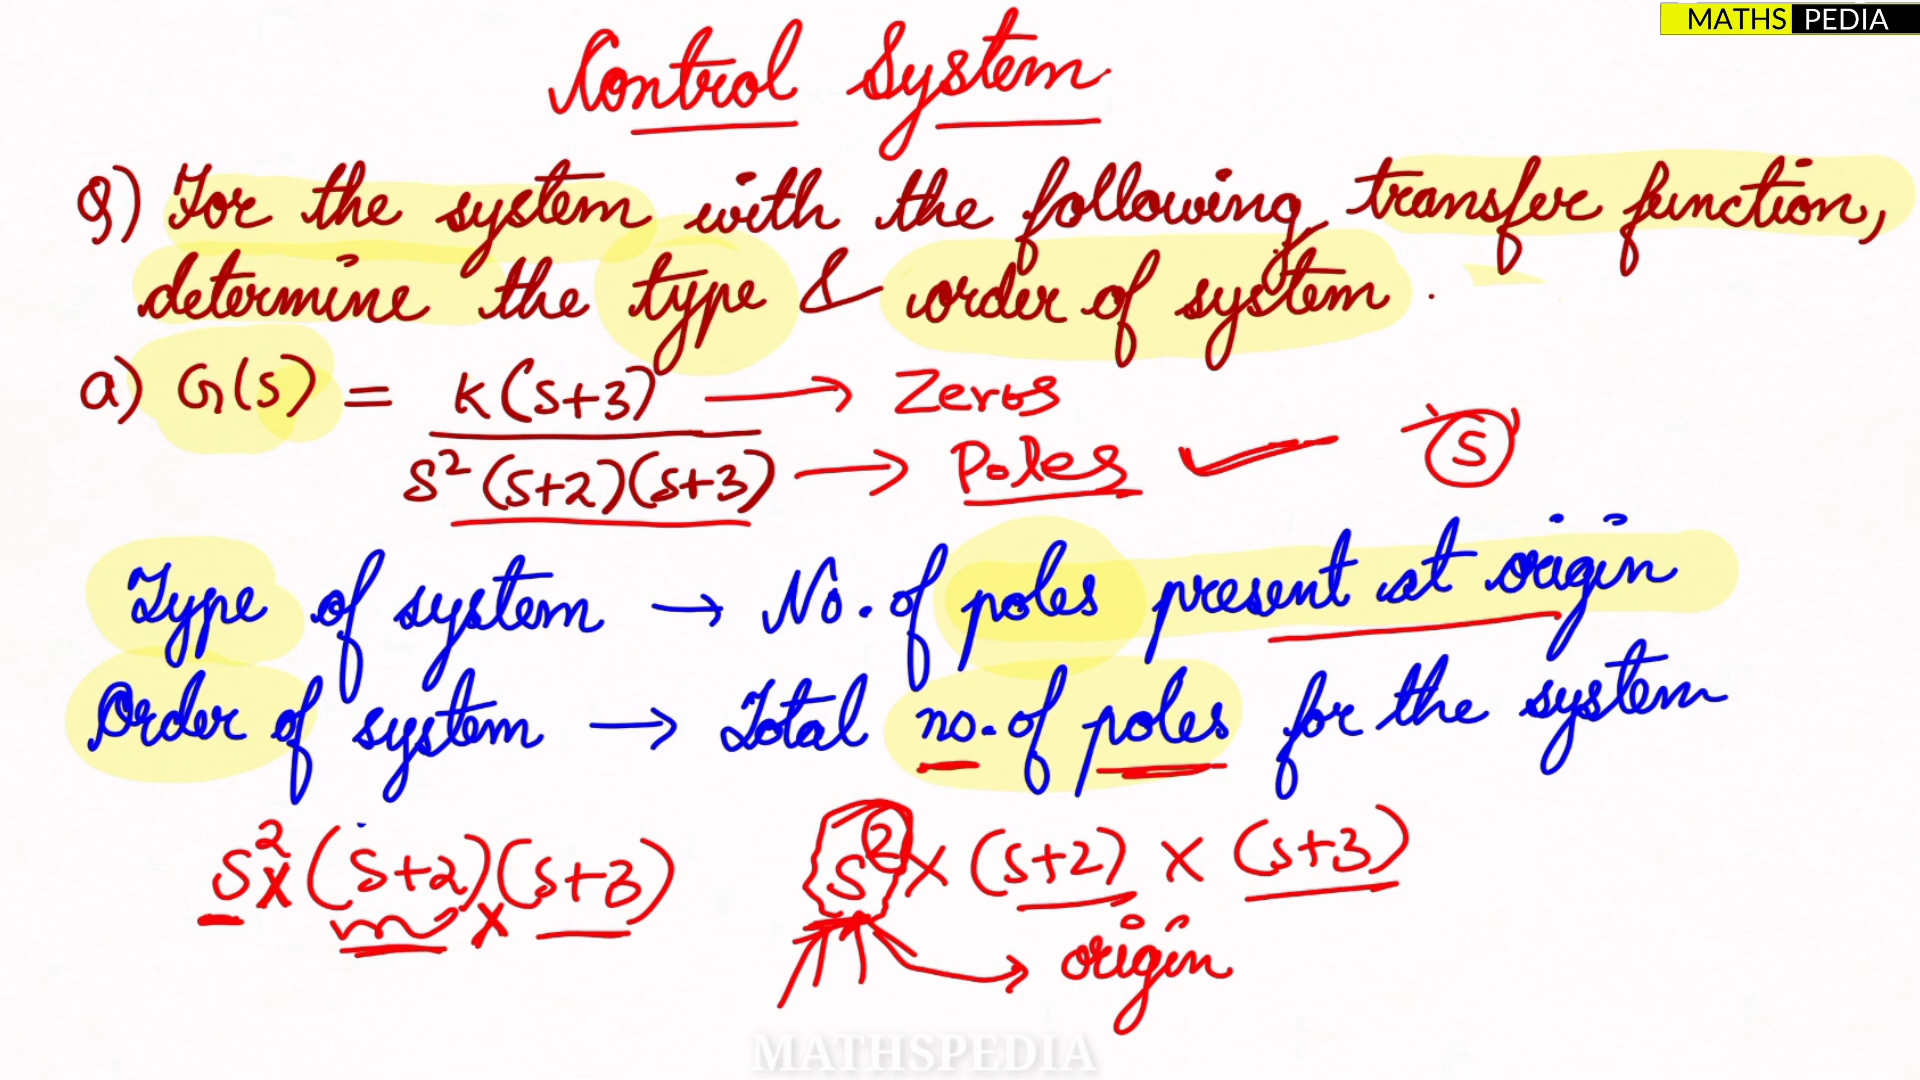 MATHS PEDIA
Control System
Q) For the system with the following transfer function,
determine the type & order of system.
a) G(s) = K(s+3) → Zeros
s²(s+2)(s+3) → Poles ✓ s
Type of system → No. of poles present at origin
Order of system → Total no. of poles for the system
s² x (s+2) x (s+3) s² x (s+2) x (s+3)
→ origin
MATHSPEDIA